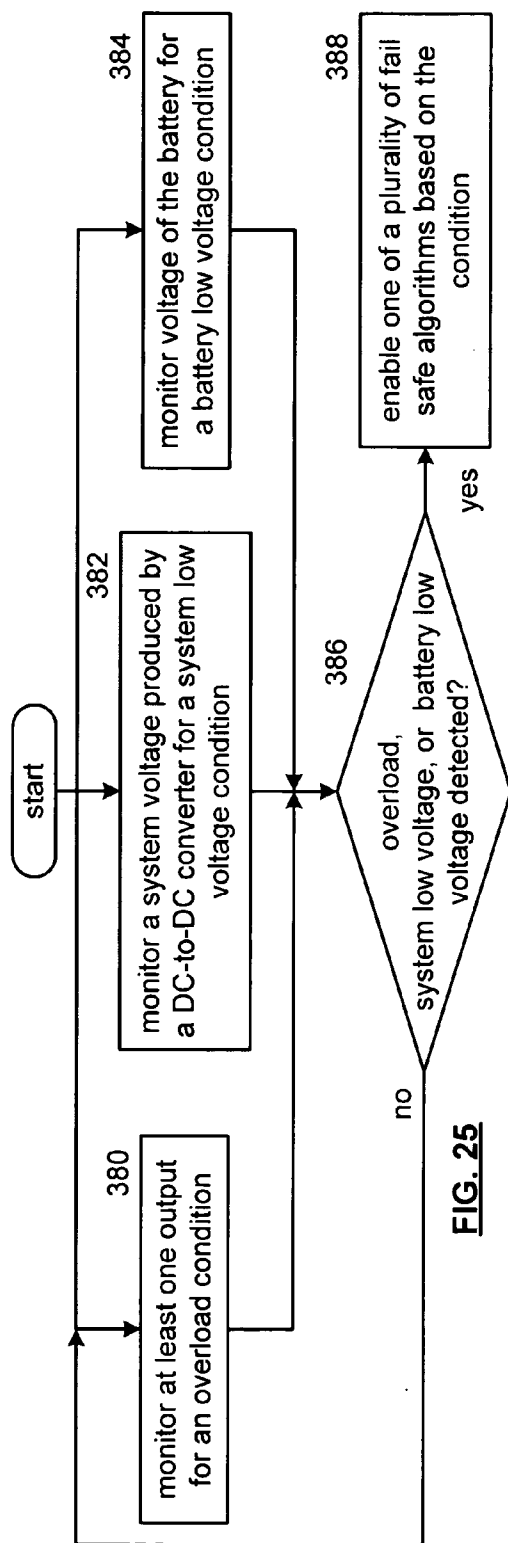 start
380
monitor at least one output
for an overload condition
382
monitor a system voltage produced by
a DC-to-DC converter for a system low
voltage condition
384
monitor voltage of the battery for
a battery low voltage condition
386
overload,
system low voltage, or battery low
voltage detected?
no
yes
388
enable one of a plurality of fail
safe algorithms based on the
condition
FIG. 25